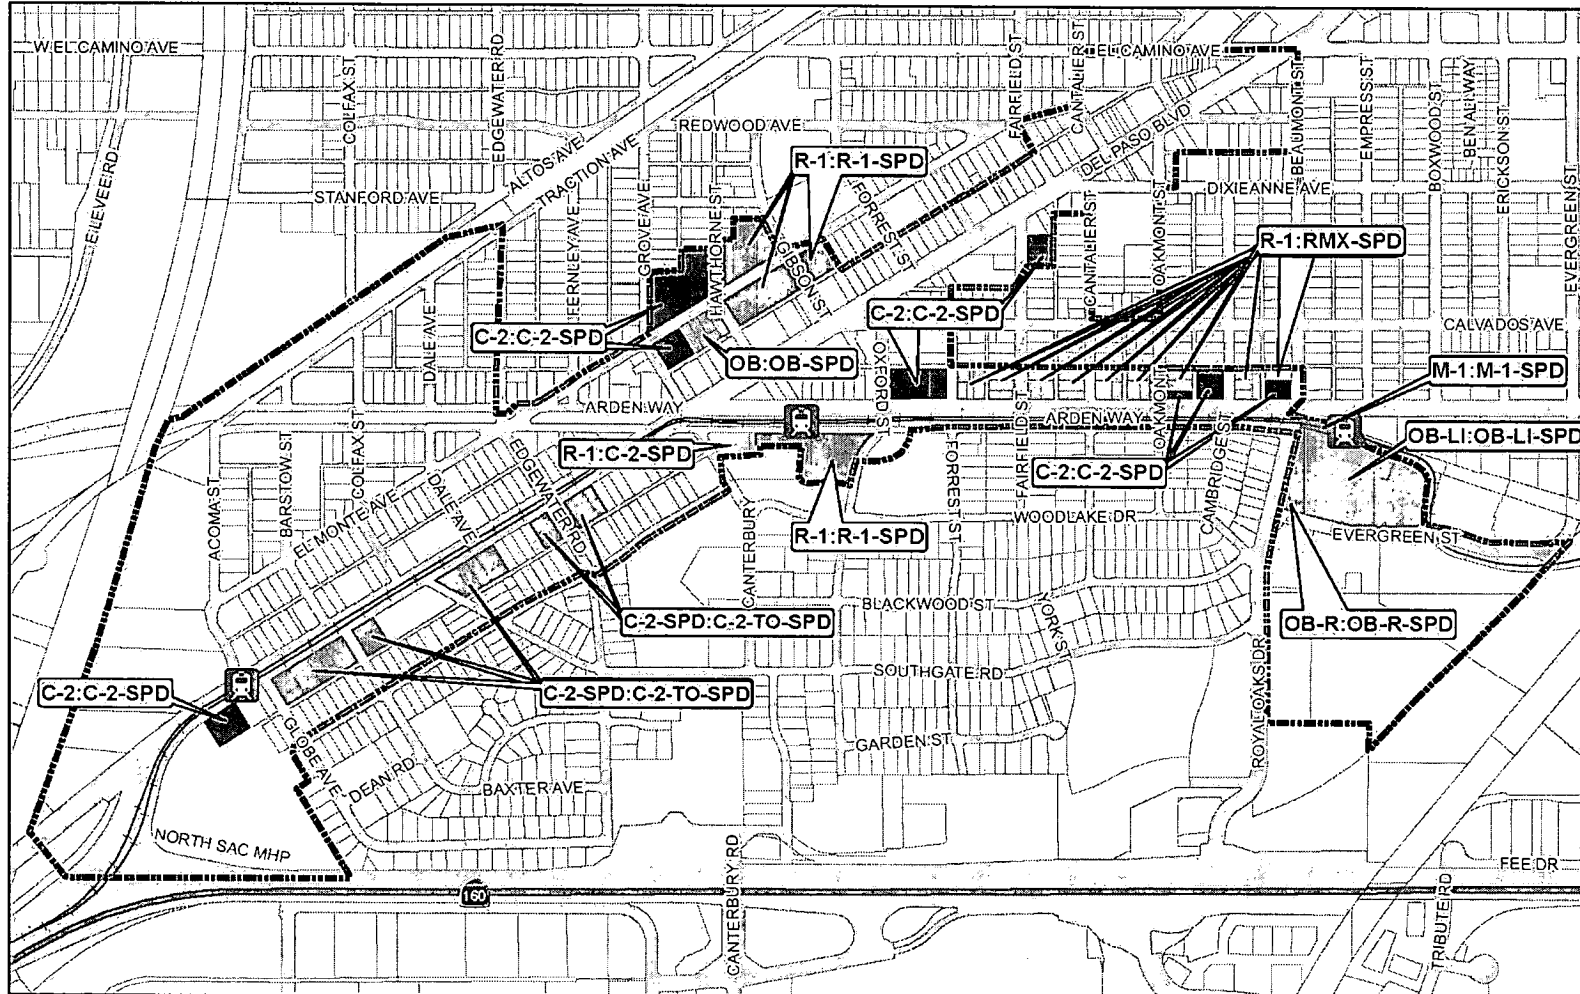 W EL CAMINO AVE
EL CAMINO AVE
COLFAX ST
EDGEWATER RD
FAIRFIELD ST
CANTALIER ST
BEAUMONT ST
EMPRESS ST
BOXWOOD ST
BEN ALI WAY
ERICKSON ST
EVERGREEN ST
E LEVEE RD
REDWOOD AVE
ALTOS AVE
TRACTION AVE
DEL PASO BLVD
STANFORD AVE
R-1:R-1-SPD
DIXIEANNE AVE
FERNLEY AVE
GROVE AVE
HAWTHORNE ST
GIBSON ST
FORREST ST
CANTALIER ST
OAKMONT ST
R-1:RMX-SPD
DALE AVE
C-2:C-2-SPD
C-2:C-2-SPD
CALVADOS AVE
OB:OB-SPD
OXFORD ST
M-1:M-1-SPD
ARDEN WAY
ARDEN WAY
OAKMONT
FAIRFIELD ST
CAMBRIDGE ST
OB-LI:OB-LI-SPD
R-1:C-2-SPD
C-2:C-2-SPD
ACOMA ST
BARSTOW ST
COLFAX ST
EL MONTE AVE
DALE AVE
EDGEWATER RD
CANTERBURY
R-1:R-1-SPD
FORREST ST
WOODLAKE DR
EVERGREEN ST
BLACKWOOD ST
YORK ST
C-2-SPD:C-2-TO-SPD
OB-R:OB-R-SPD
SOUTHGATE RD
ROYAL OAKS DR
C-2:C-2-SPD
C-2-SPD:C-2-TO-SPD
GLOBE AVE
GARDEN ST
DEAN RD
BAXTER AVE
NORTH SAC MHP
CANTERBURY RD
FEE DR
160
TRIBUTE RD